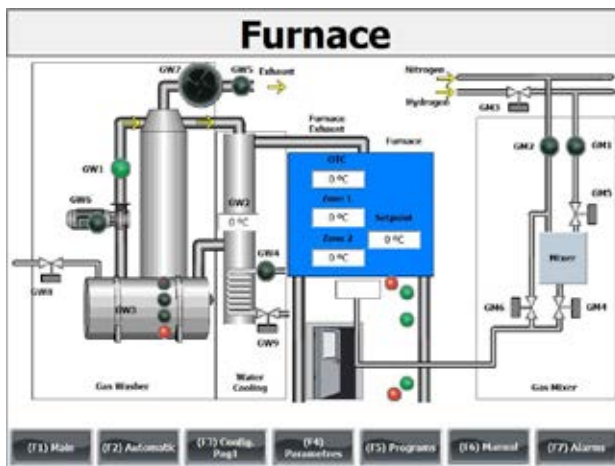 Furnace
GW7
GW5
Exhaust
Nitrogen
Hydrogen
GM3
Furnace
Exhaust
Furnace
GM2
GM1
OTC
0 ºC
GW1
GW2
0 ºC
Zone 1
0 ºC
Setpoint
0 ºC
Zone 2
0 ºC
GW6
GM5
Mixer
GW4
GW8
GW3
GW9
GM6
GM4
Gas Washer
Water
Cooling
Gas Mixer
(F1) Main
(F2) Automatic
(F3) Config.
Pag1
(F4)
Parametres
(F5) Programs
(F6) Manual
(F7) Alarms